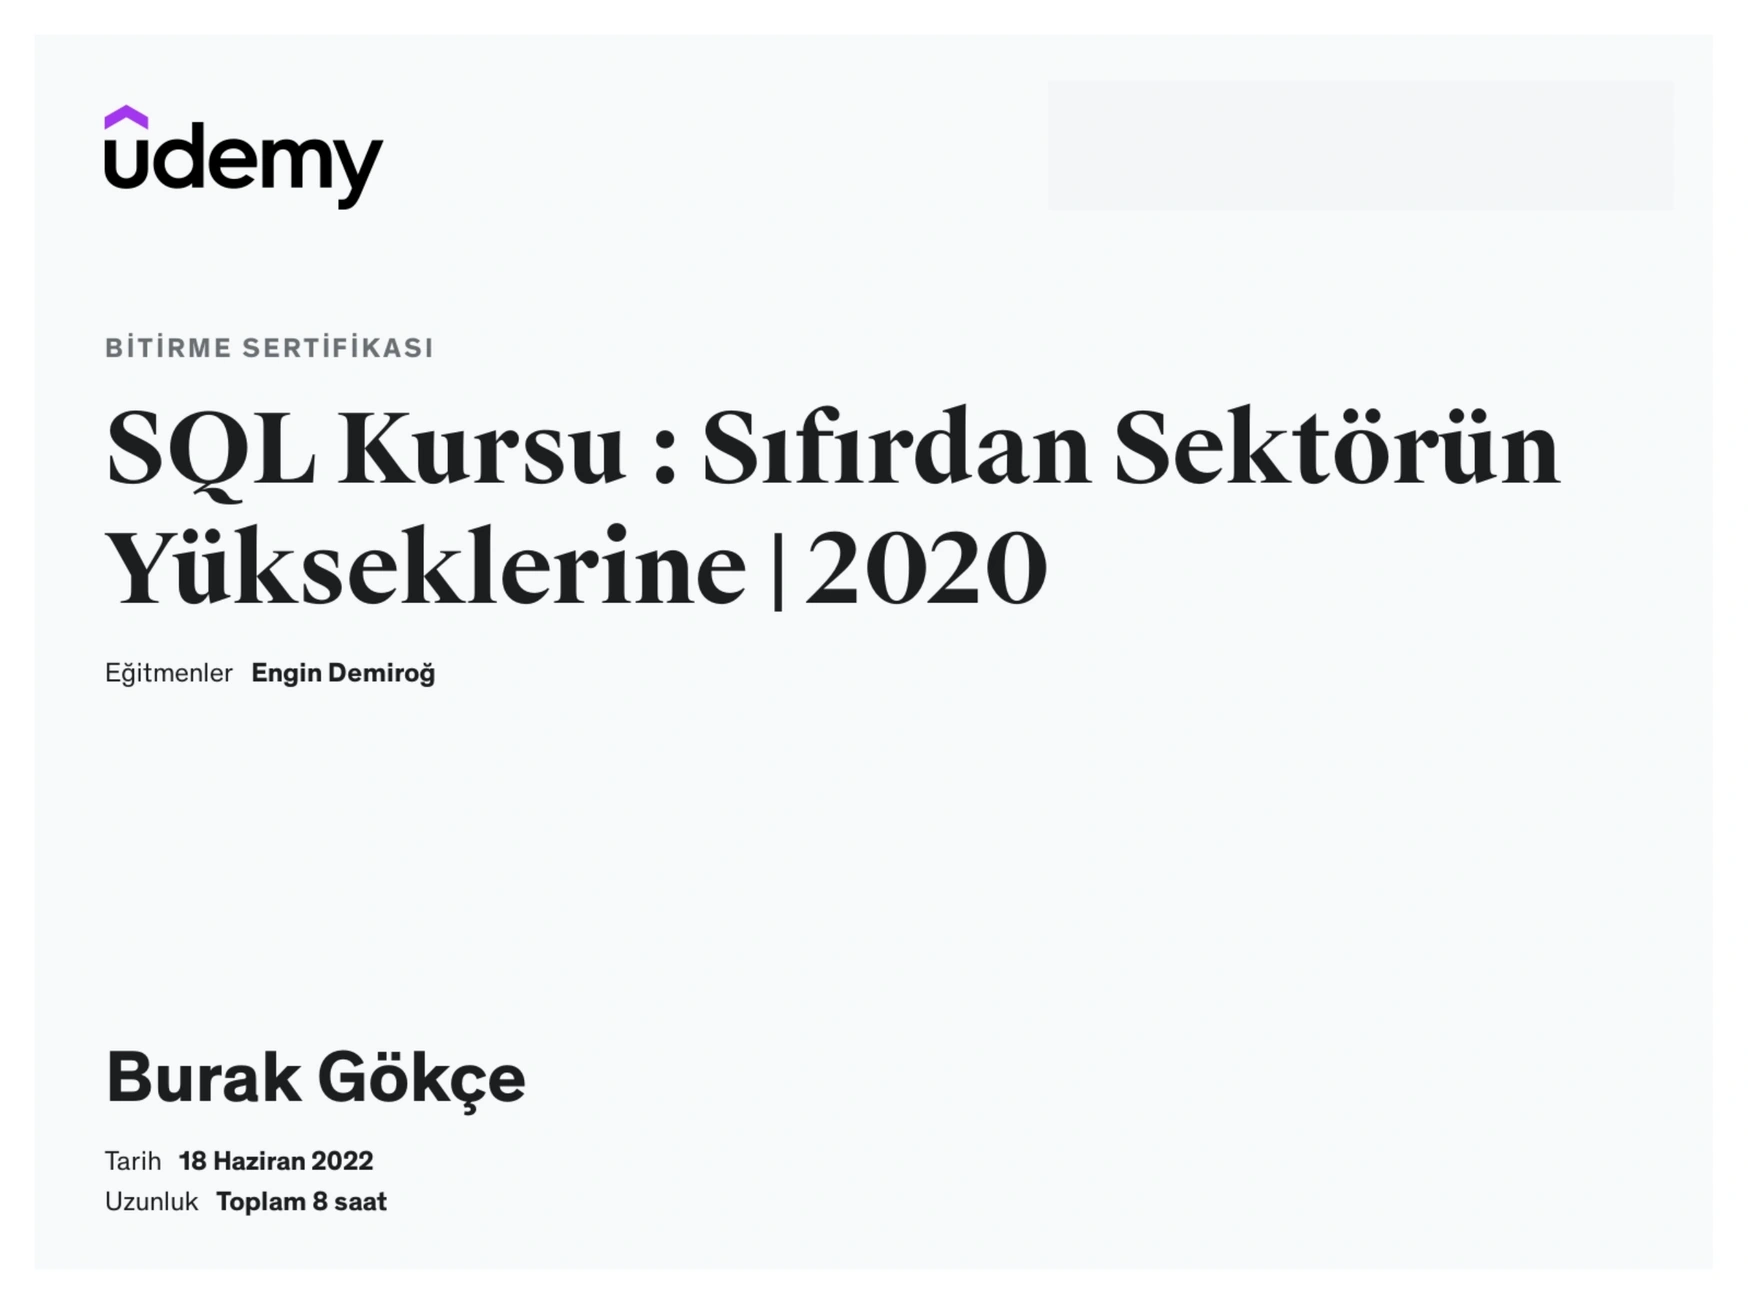 udemy
BİTİRME SERTİFİKASI
SQL Kursu : Sıfırdan Sektörün
Yükseklerine | 2020
Eğitmenler Engin Demiroğ
Burak Gökçe
Tarih 18 Haziran 2022
Uzunluk Toplam 8 saat